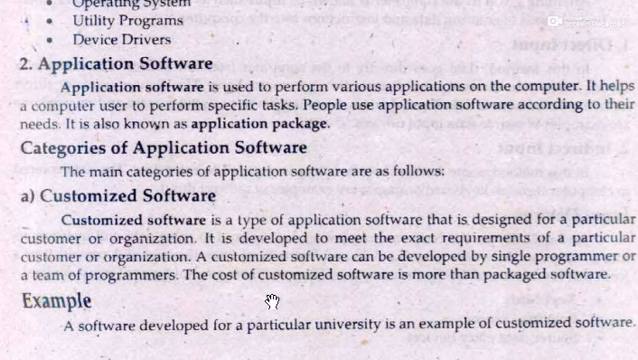 Operating System
• Utility Programs
• Device Drivers
2. Application Software
Application software is used to perform various applications on the computer. It helps
a computer user to perform specific tasks. People use application software according to their
needs. It is also known as application package.
Categories of Application Software
The main categories of application software are as follows:
a) Customized Software
Customized software is a type of application software that is designed for a particular
customer or organization. It is developed to meet the exact requirements of a particular
customer or organization. A customized software can be developed by single programmer or
a team of programmers. The cost of customized software is more than packaged software.
Example
A software developed for a particular university is an example of customized software.